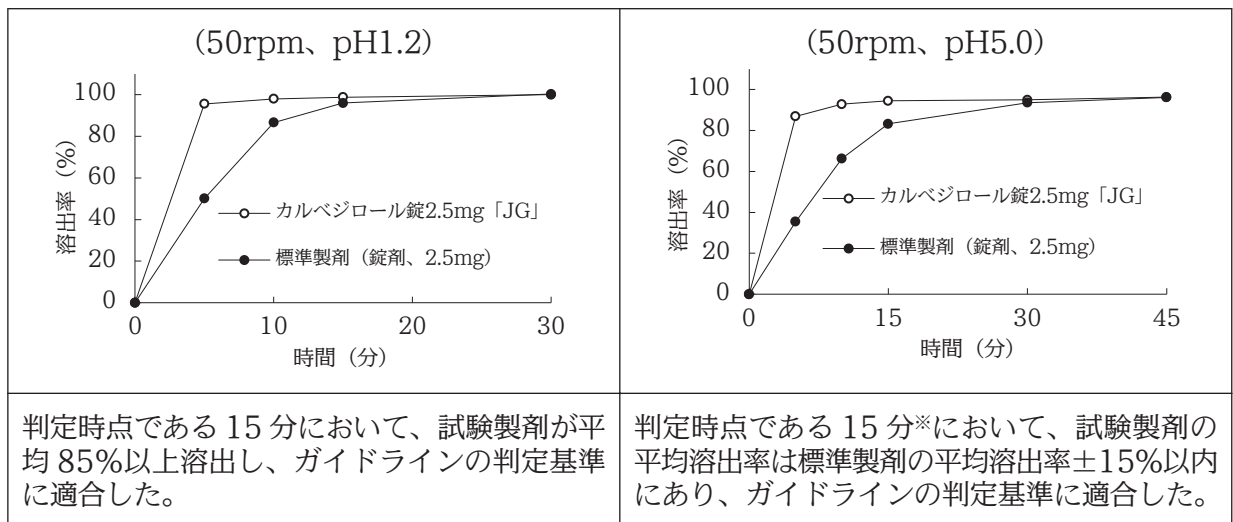 (50rpm、pH1.2)
100
80
60
40
20
0
溶出率 (%)
カルベジロール錠2.5mg「JG」
標準製剤（錠剤、2.5mg）
0 10 20 30
時間（分）
判定時点である 15 分において、試験製剤が平
均 85%以上溶出し、ガイドラインの判定基準
に適合した。
(50rpm、pH5.0)
100
80
60
40
20
0
溶出率 (%)
カルベジロール錠2.5mg「JG」
標準製剤（錠剤、2.5mg）
0 15 30 45
時間（分）
判定時点である 15 分※において、試験製剤の
平均溶出率は標準製剤の平均溶出率±15%以内
にあり、ガイドラインの判定基準に適合した。